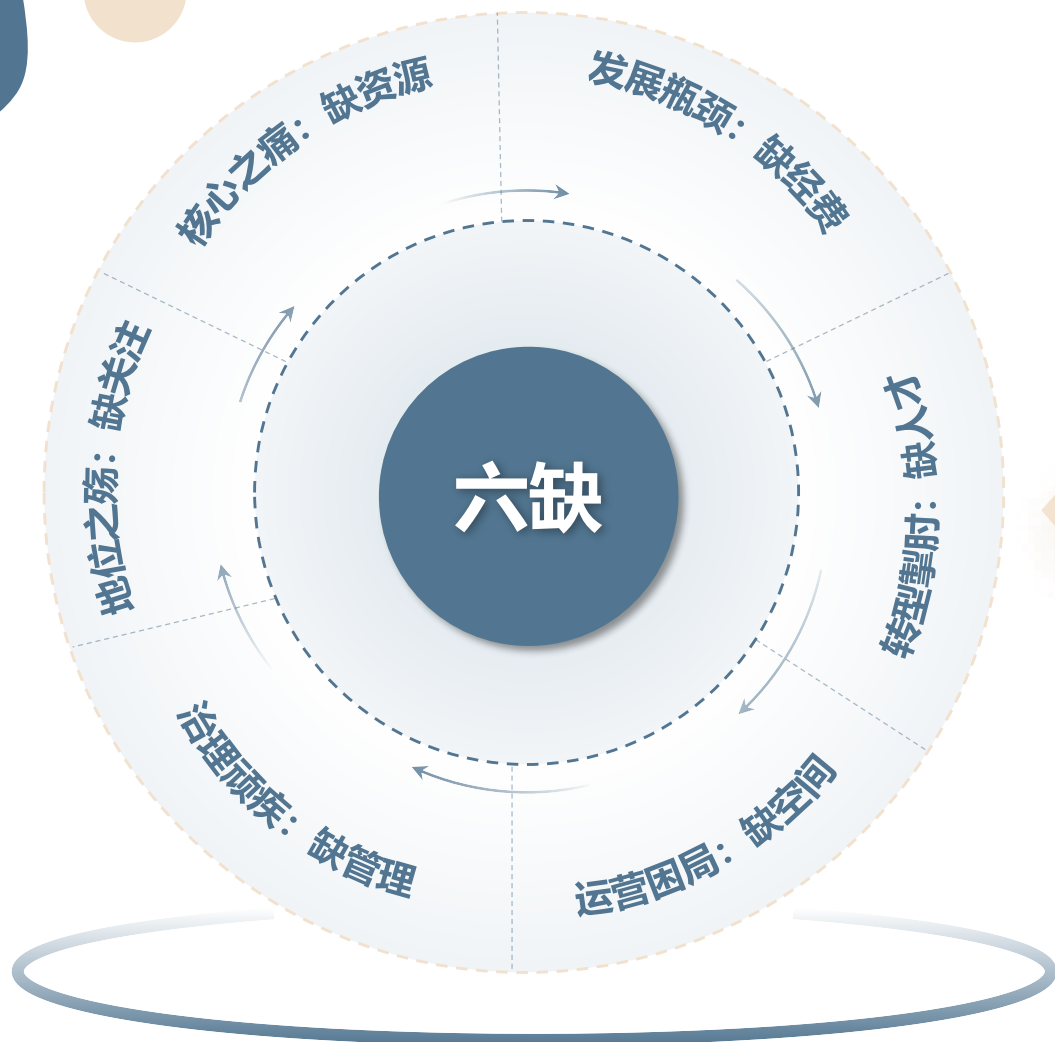 六缺
核心之痛：缺资源
发展瓶颈：缺经费
转型掣肘：缺人才
运营困局：缺空间
治理顽疾：缺管理
地位之殇：缺关注